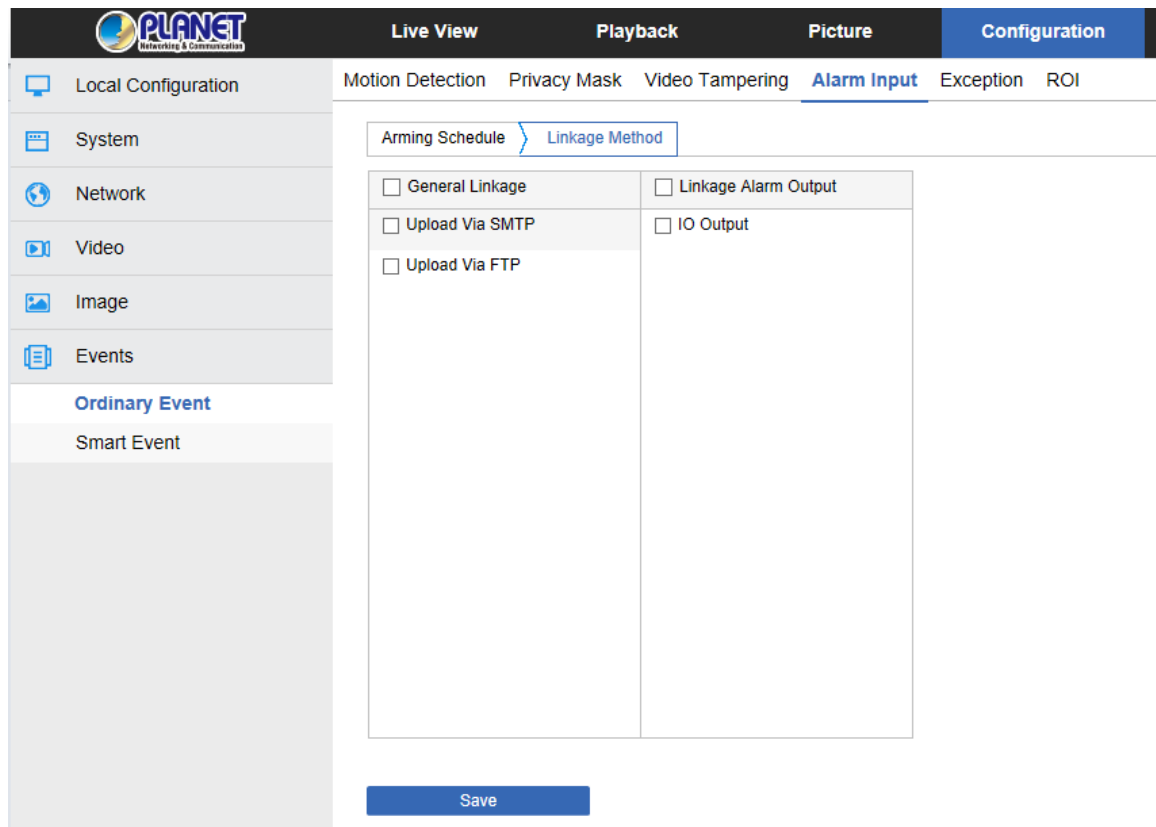 PLANET
Networking & Communication
Live View Playback Picture Configuration
Local Configuration
System
Network
Video
Image
Events
Ordinary Event
Smart Event
Motion Detection Privacy Mask Video Tampering Alarm Input Exception ROI
Arming Schedule Linkage Method
General Linkage Linkage Alarm Output
Upload Via SMTP IO Output
Upload Via FTP
Save